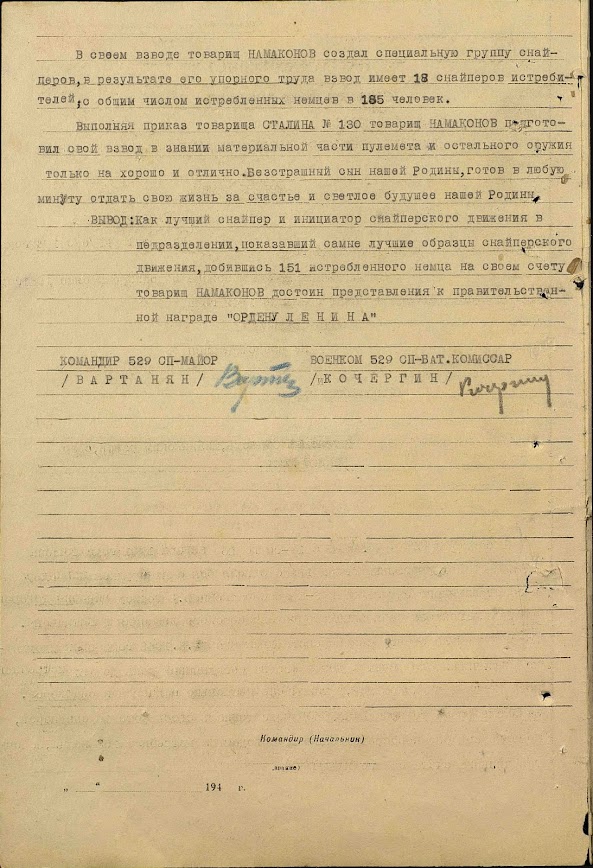 В своем взводе товарищ НАМАКОНОВ создал специальную группу снай-
перов,в результате его упорного труда взвод имеет 18 снайперов истреби-
телей,с общим числом истребленных немцев в 185 человек.
Выполняя приказ товарища СТАЛИНА № 130 товарищ НАМАКОНОВ подгото-
вил свой взвод в знании материальной части пулемета и остального оружия
только на хорошо и отлично.Безстрашный сын нашей Родины,готов в любую
минуту отдать свою жизнь за счастье и светлое будущее нашей Родины.
ВЫВОД:Как лучший снайпер и инициатор снайперского движения в
подразделении,показавший самые лучшие образцы снайперского
движения,добившись 151 истребленного немца на своем счету
товарищ НАМАКОНОВ достоин представления к правительствен-
ной награде "ОРДЕНУ Л Е Н И Н А"
КОМАНДИР 529 СП-МАЙОР ВОЕНКОМ 529 СП-БАТ.КОМИССАР
/ В А Р Т А Н Я Н / /К О Ч Е Р Г И Н /
Командир (Начальник)
„ “ 194 г.